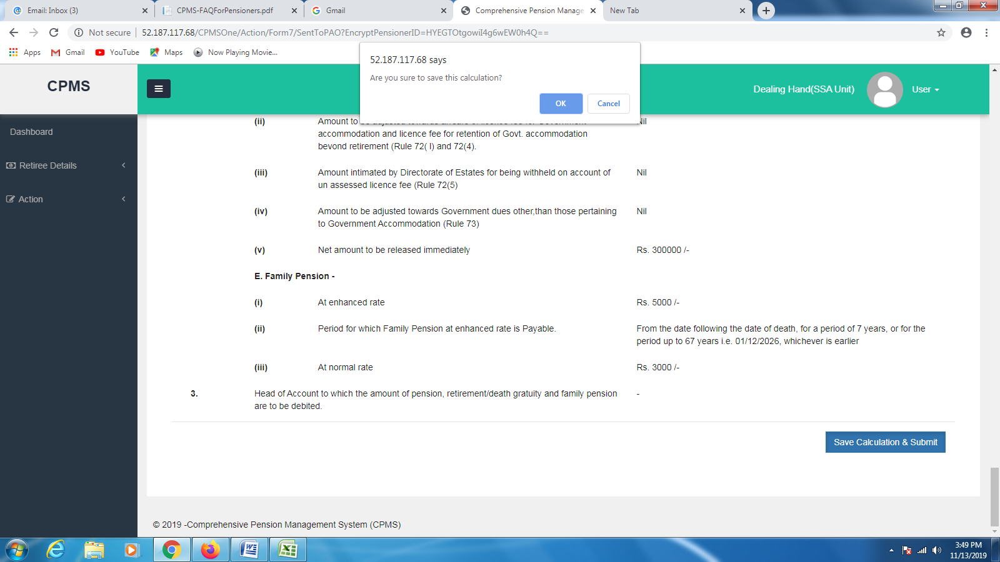 Email: Inbox (3)
CPMS-FAQForPensioners.pdf
Gmail
Comprehensive Pension Manage
New Tab
Not secure
52.187.117.68/CPMSOne/Action/Form7/SentToPAO?EncryptPensionerID=HYEGTOtgowiI4g6wEW0h4Q==
Apps
Gmail
YouTube
Maps
Now Playing Movie...
52.187.117.68 says
Are you sure to save this calculation?
OK
Cancel
CPMS
Dealing Hand(SSA Unit)
User
Dashboard
Retiree Details
Action
(ii)
Amount to
Nil
accommodation and licence fee for retention of Govt. accommodation
bevond retirement (Rule 72( I) and 72(4).
(iii)
Amount intimated by Directorate of Estates for being withheld on account of
un assessed licence fee (Rule 72(5)
Nil
(iv)
Amount to be adjusted towards Government dues other,than those pertaining
to Government Accommodation (Rule 73)
Nil
(v)
Net amount to be released immediately
Rs. 300000 /-
E. Family Pension -
(i)
At enhanced rate
Rs. 5000 /-
(ii)
Period for which Family Pension at enhanced rate is Payable.
From the date following the date of death, for a period of 7 years, or for the
period up to 67 years i.e. 01/12/2026, whichever is earlier
(iii)
At normal rate
Rs. 3000 /-
3.
Head of Account to which the amount of pension, retirement/death gratuity and family pension
are to be debited.
-
Save Calculation & Submit
© 2019 -Comprehensive Pension Management System (CPMS)
3:49 PM
11/13/2019